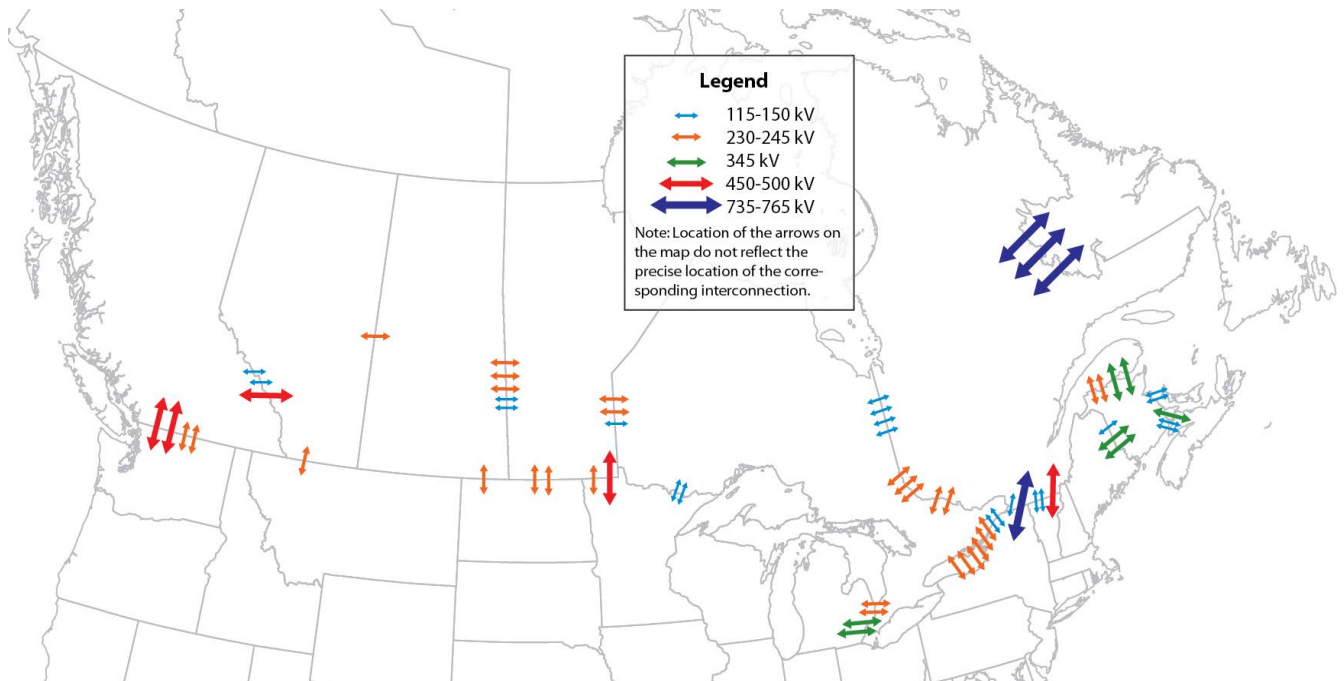 Legend
115-150 kV
230-245 kV
345 kV
450-500 kV
735-765 kV
Note: Location of the arrows on
the map do not reflect the
precise location of the corre-
sponding interconnection.